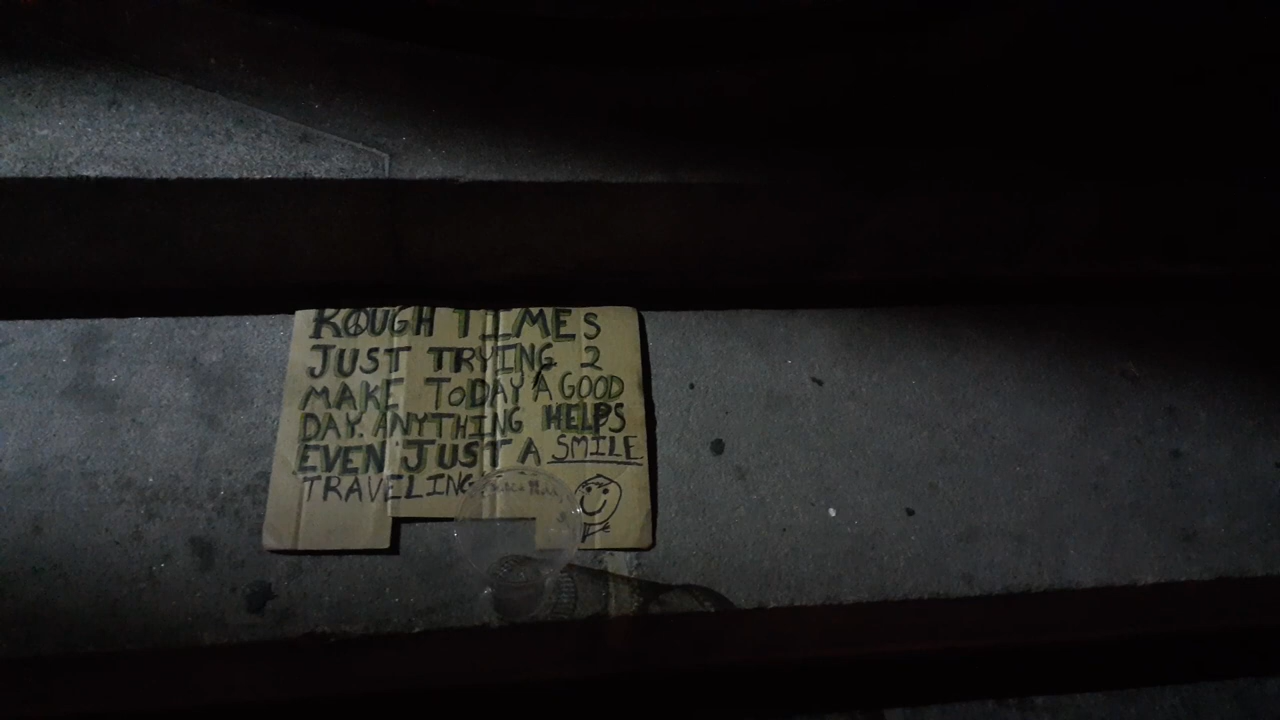 ROUGH TIMES
JUST TRYING 2
MAKE TODAY A GOOD
DAY. ANYTHING HELPS
EVEN JUST A SMILE
TRAVELING